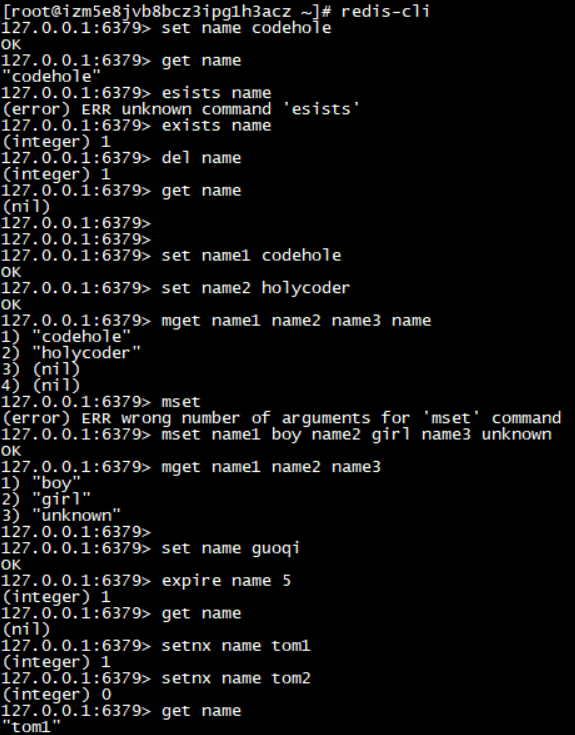 [root@izm5e8jvb8bcz3ipg1h3acz ~]# redis-cli
127.0.0.1:6379> set name codehole
OK
127.0.0.1:6379> get name
"codehole"
127.0.0.1:6379> esists name
(error) ERR unknown command 'esists'
127.0.0.1:6379> exists name
(integer) 1
127.0.0.1:6379> del name
(integer) 1
127.0.0.1:6379> get name
(nil)
127.0.0.1:6379>
127.0.0.1:6379>
127.0.0.1:6379> set name1 codehole
OK
127.0.0.1:6379> set name2 holycoder
OK
127.0.0.1:6379> mget name1 name2 name3 name
1) "codehole"
2) "holycoder"
3) (nil)
4) (nil)
127.0.0.1:6379> mset
(error) ERR wrong number of arguments for 'mset' command
127.0.0.1:6379> mset name1 boy name2 girl name3 unknown
OK
127.0.0.1:6379> mget name1 name2 name3
1) "boy"
2) "girl"
3) "unknown"
127.0.0.1:6379>
127.0.0.1:6379> set name guoqi
OK
127.0.0.1:6379> expire name 5
(integer) 1
127.0.0.1:6379> get name
(nil)
127.0.0.1:6379> setnx name tom1
(integer) 1
127.0.0.1:6379> setnx name tom2
(integer) 0
127.0.0.1:6379> get name
"tom1"